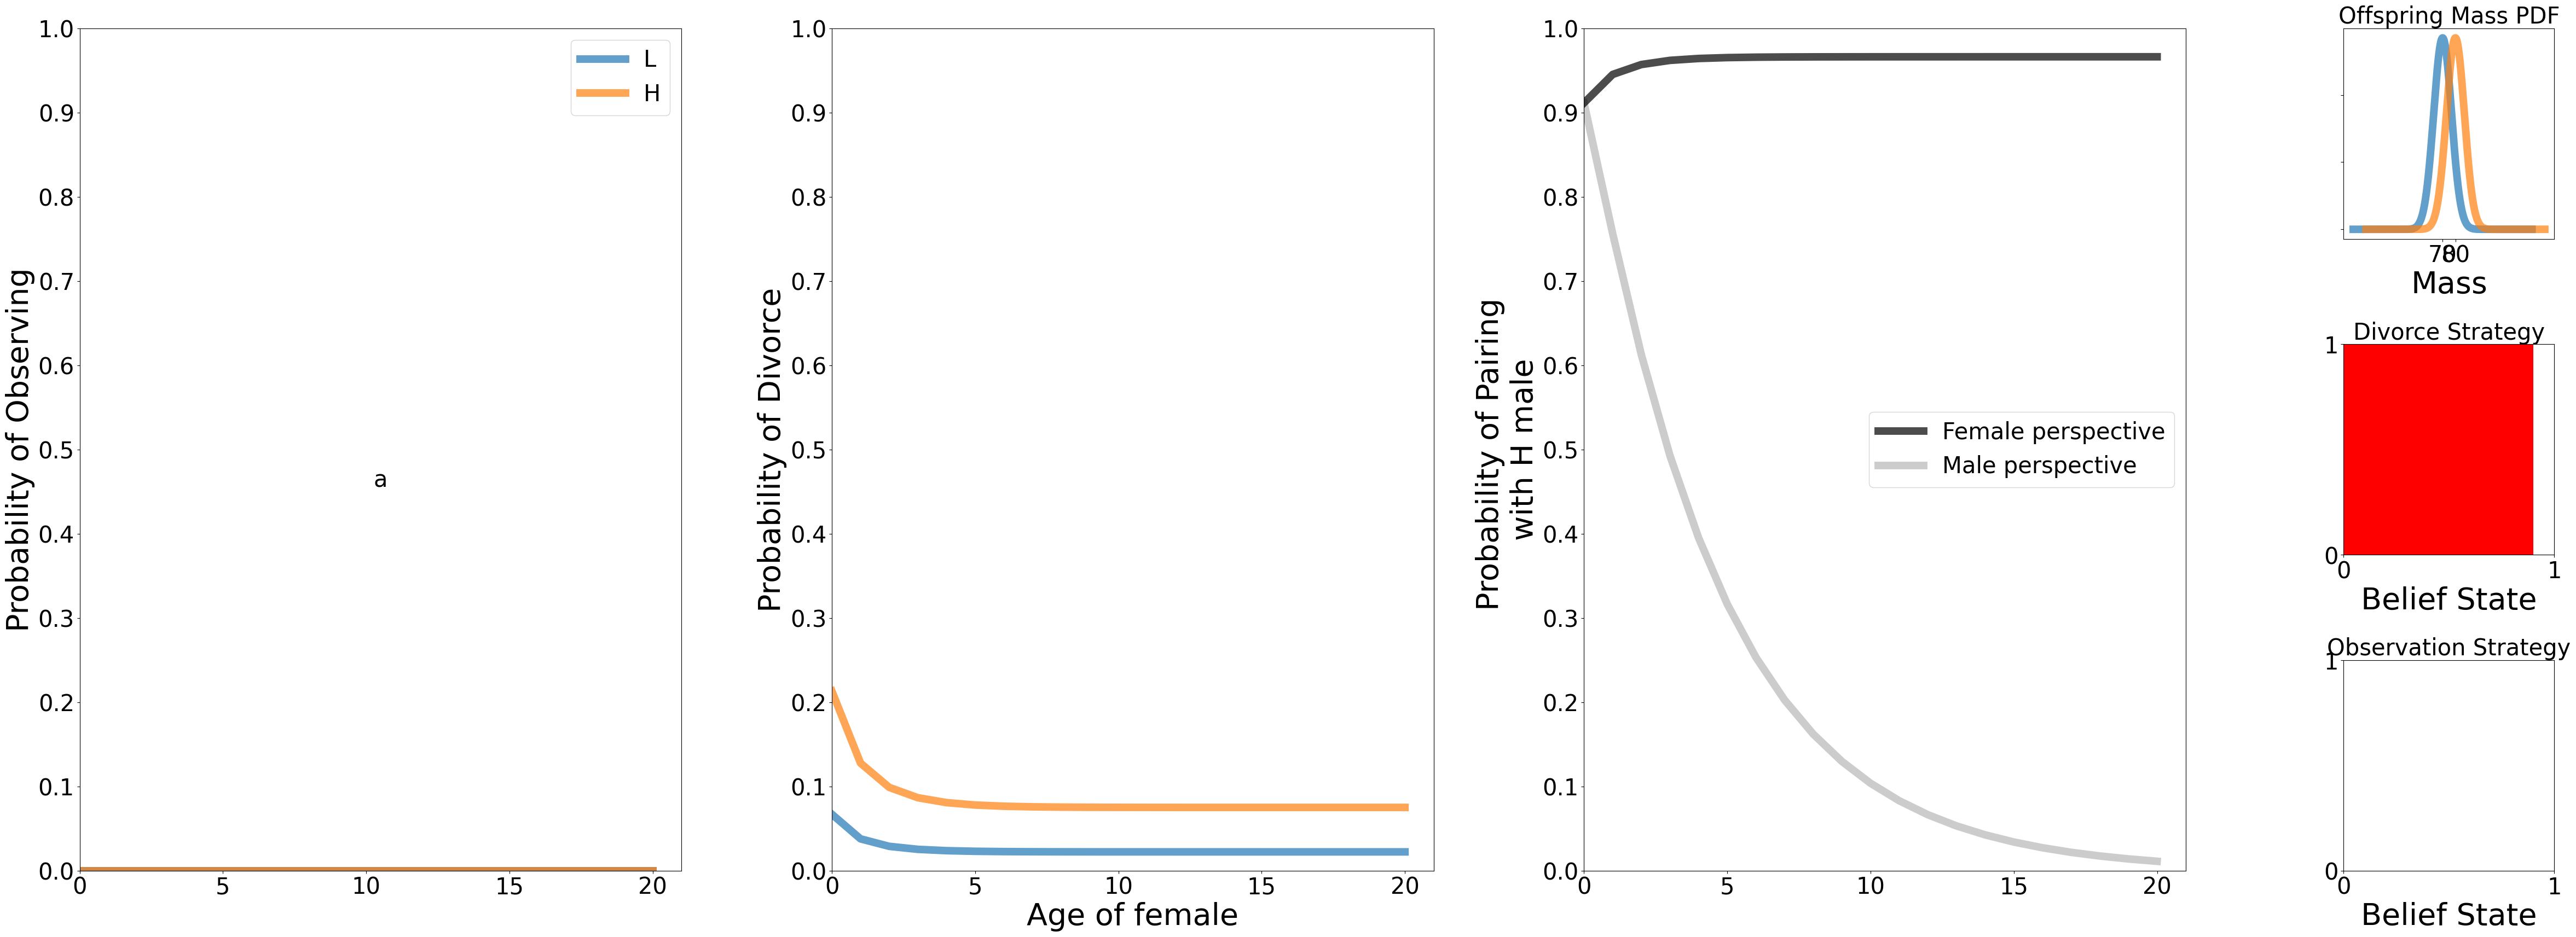 Probability of Observing
1.0
0.9
0.8
0.7
0.6
0.5
0.4
0.3
0.2
0.1
0.0
0 5 10 15 20
L
H
a
Probability of Divorce
1.0
0.9
0.8
0.7
0.6
0.5
0.4
0.3
0.2
0.1
0.0
0 5 10 15 20
Age of female
Probability of Pairing
with H male
1.0
0.9
0.8
0.7
0.6
0.5
0.4
0.3
0.2
0.1
0.0
0 5 10 15 20
Female perspective
Male perspective
Offspring Mass PDF
Mass
Divorce Strategy
1
0
0 1
Belief State
Observation Strategy
1
0
0 1
Belief State